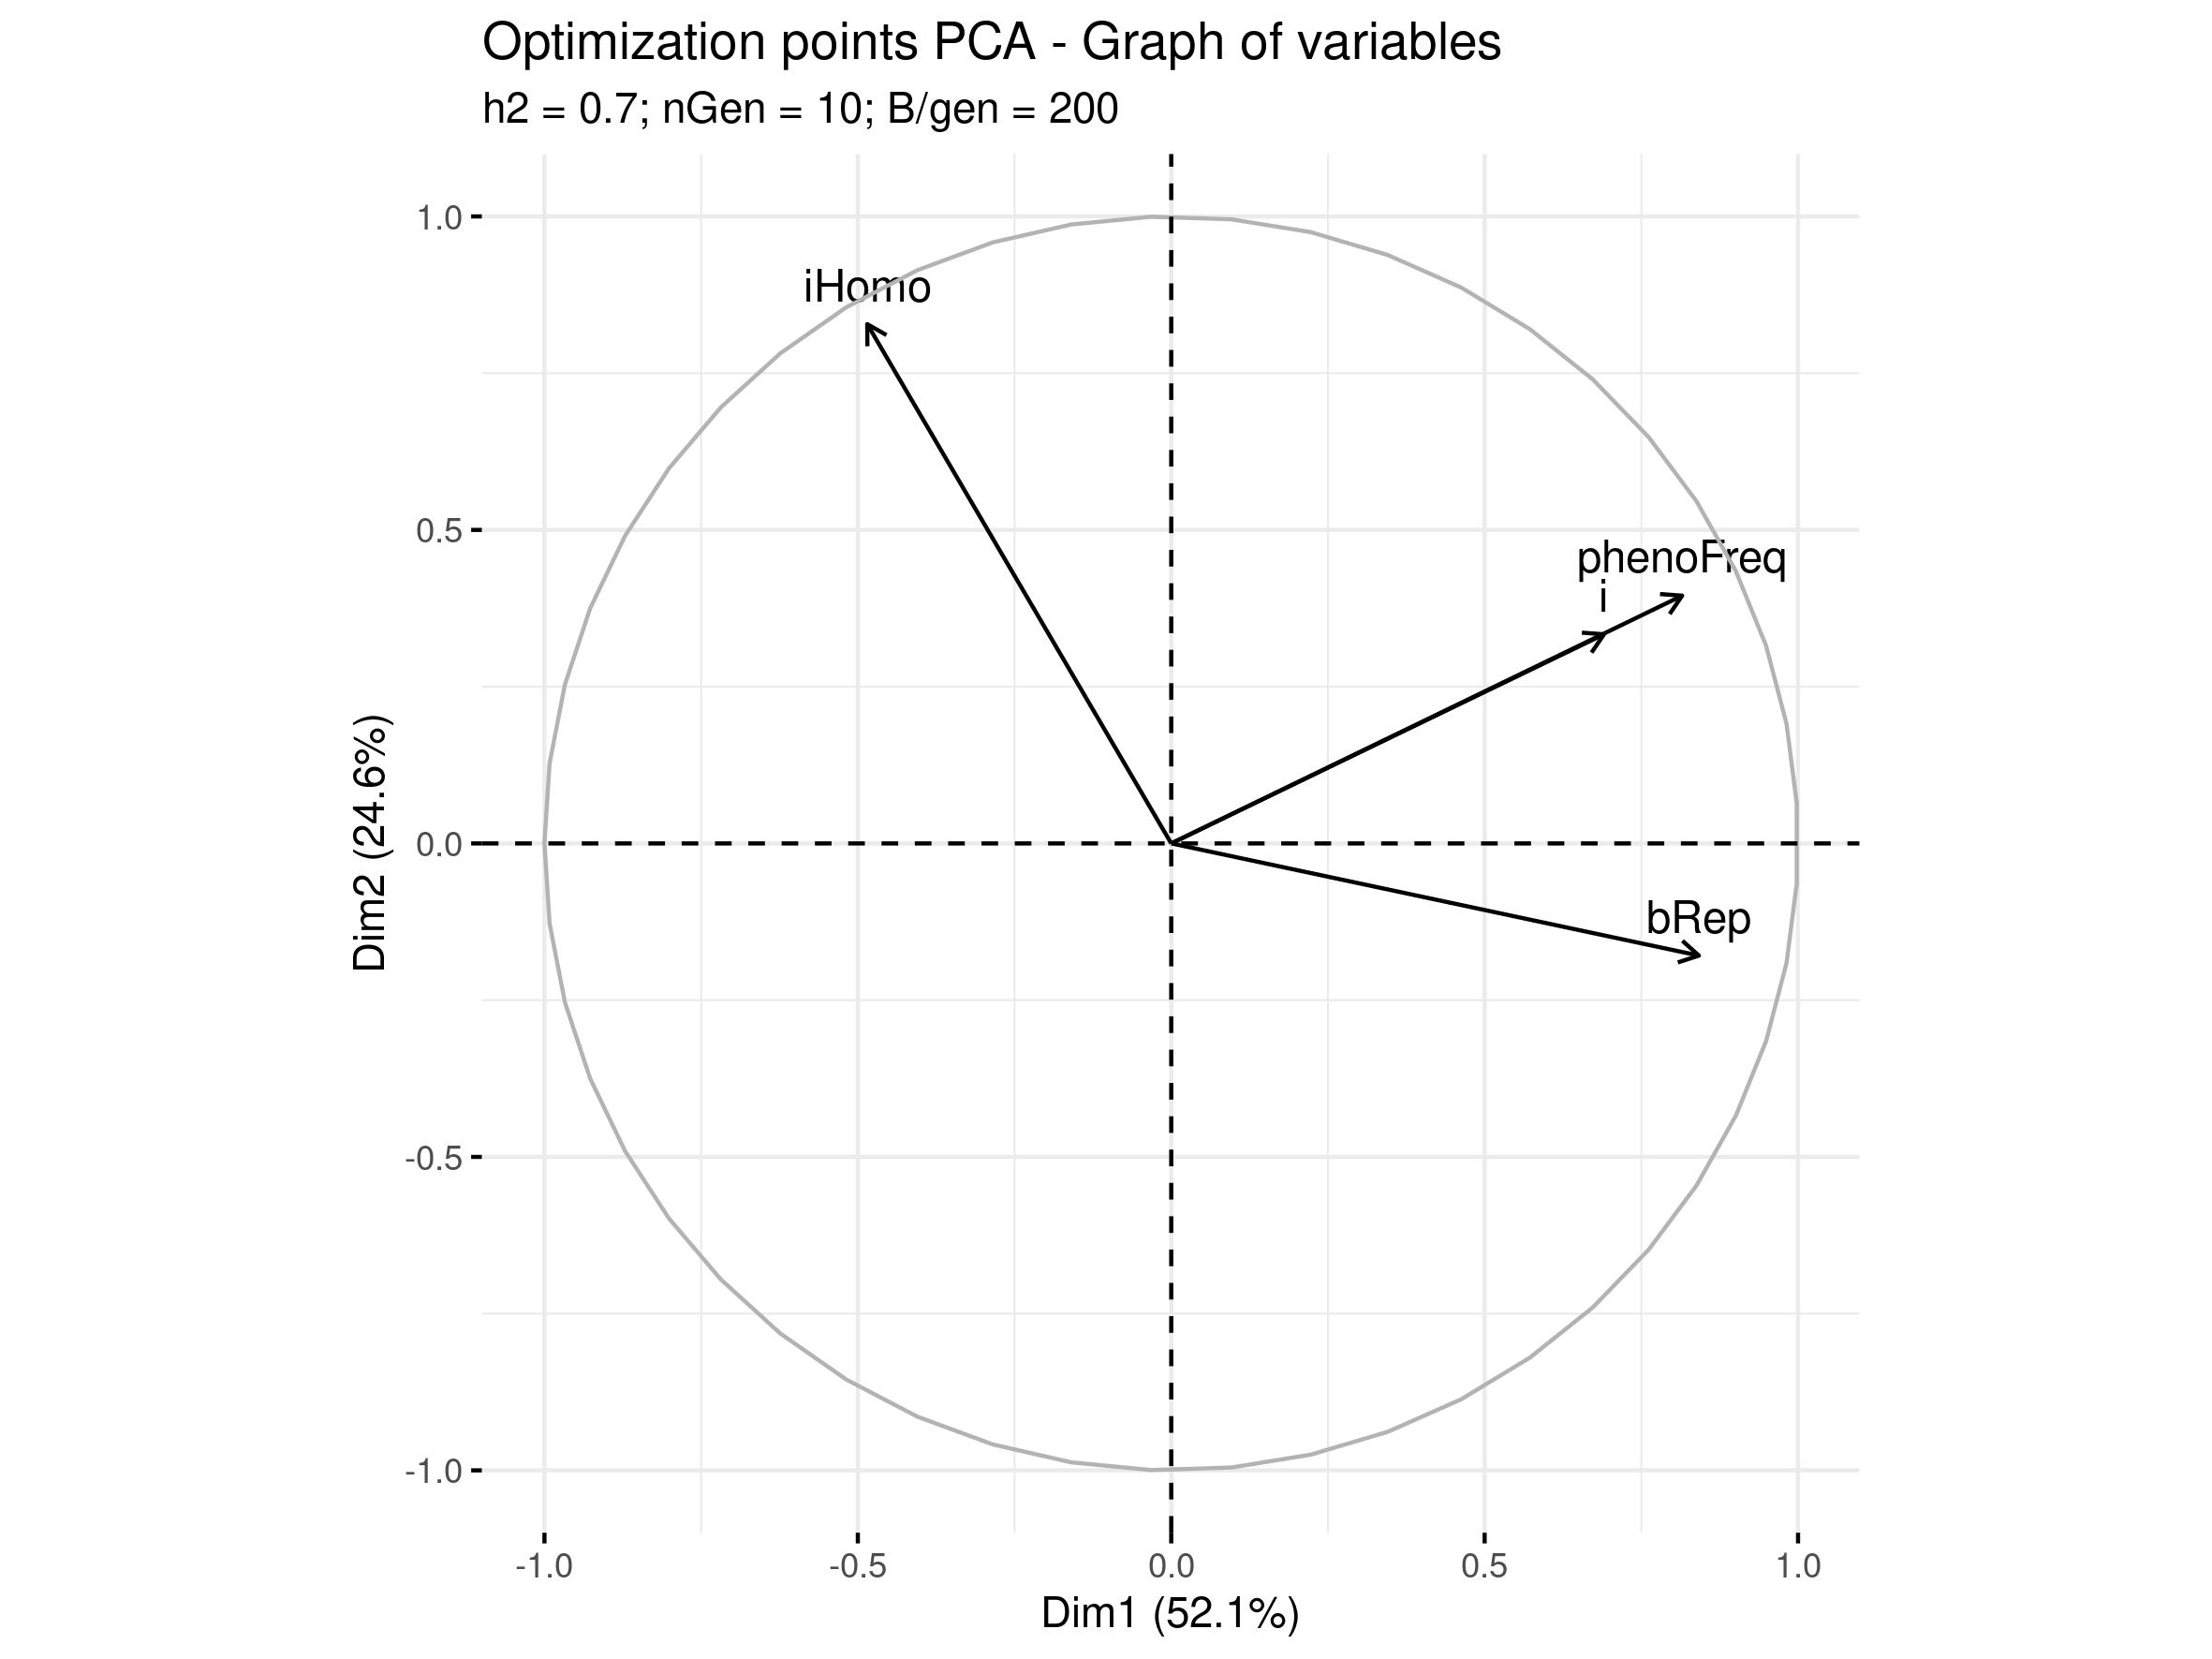 Optimization points PCA - Graph of variables
h2 = 0.7; nGen = 10; B/gen = 200
1.0
iHomo
0.5
phenoFreq
i
Dim2 (24.6%)
0.0
bRep
-0.5
-1.0
-1.0
-0.5
0.0
0.5
1.0
Dim1 (52.1%)